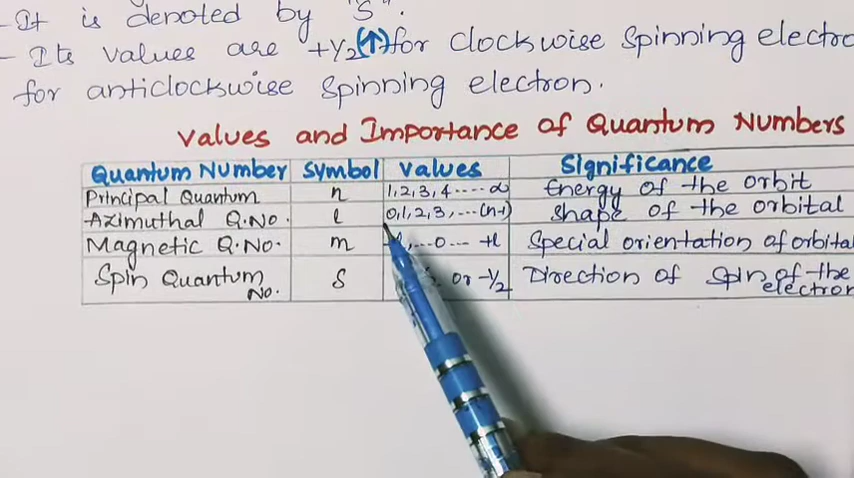 - It is denoted by "S".
- Its values are +1/2(↑) for clockwise spinning electro
for anticlockwise spinning electron.
Values and Importance of Quantum Numbers
Quantum Number Symbol Values Significance
Principal Quantum n 1,2,3,4.....∞ Energy of the orbit
Azimuthal Q.No. l 0,1,2,3,...(n-1) shape of the orbital
Magnetic Q.No. m ,...0... +l Special orientation of orbital
Spin Quantum No. S or -1/2 Direction of spin of the electron